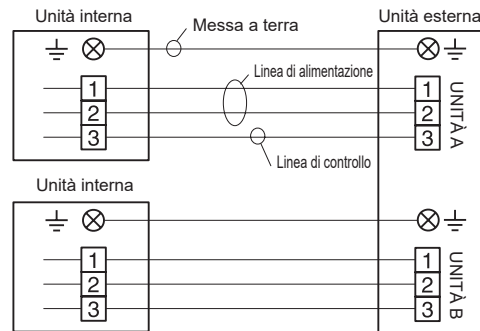 Unità interna
Unità esterna
Messa a terra
Linea di alimentazione
1 1
2 2
3 3
UNITÀ A
Linea di controllo
Unità interna
1 1
2 2
3 3
UNITÀ B